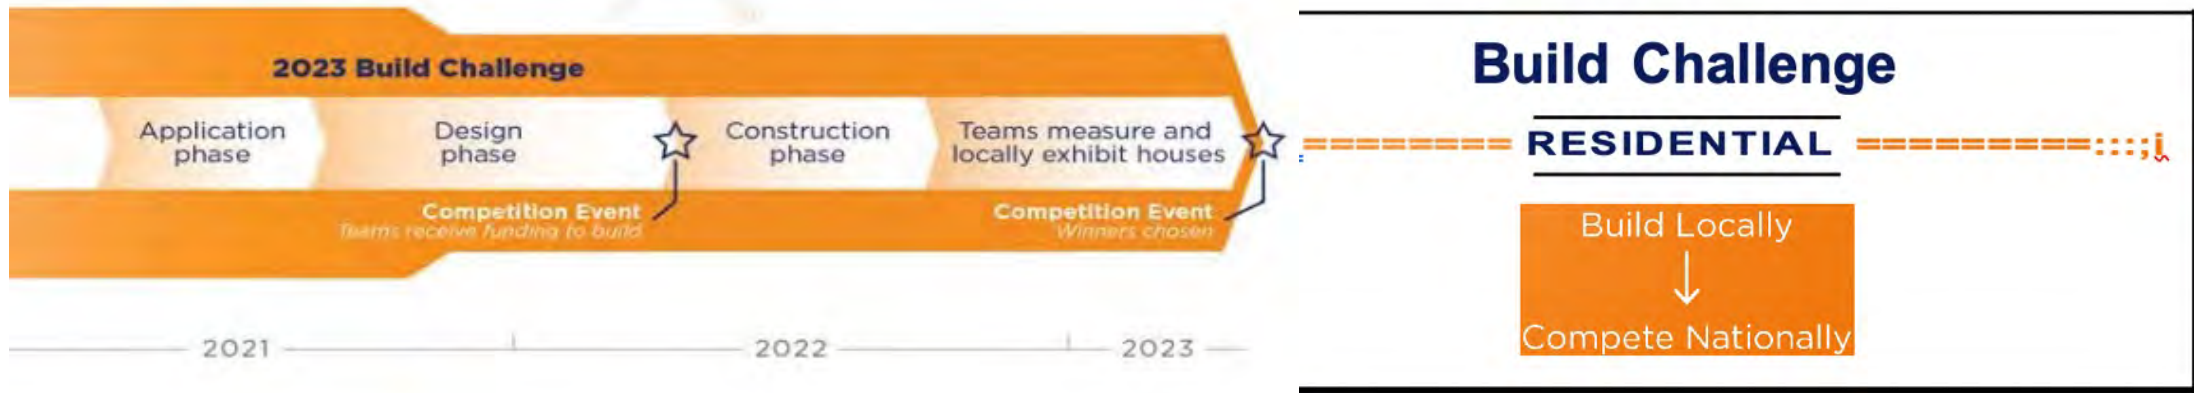 2023 Build Challenge
Application
phase
Design
phase
Construction
phase
Teams measure and
locally exhibit houses
Competition Event
Teams receive funding to build
Competition Event
Winners chosen
2021
2022
2023
Build Challenge
========= RESIDENTIAL ==========:::;i
Build Locally
↓
Compete Nationally